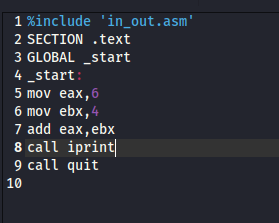 1 %include 'in_out.asm'
2 SECTION .text
3 GLOBAL _start
4 _start:
5 mov eax,6
6 mov ebx,4
7 add eax,ebx
8 call iprint
9 call quit
10